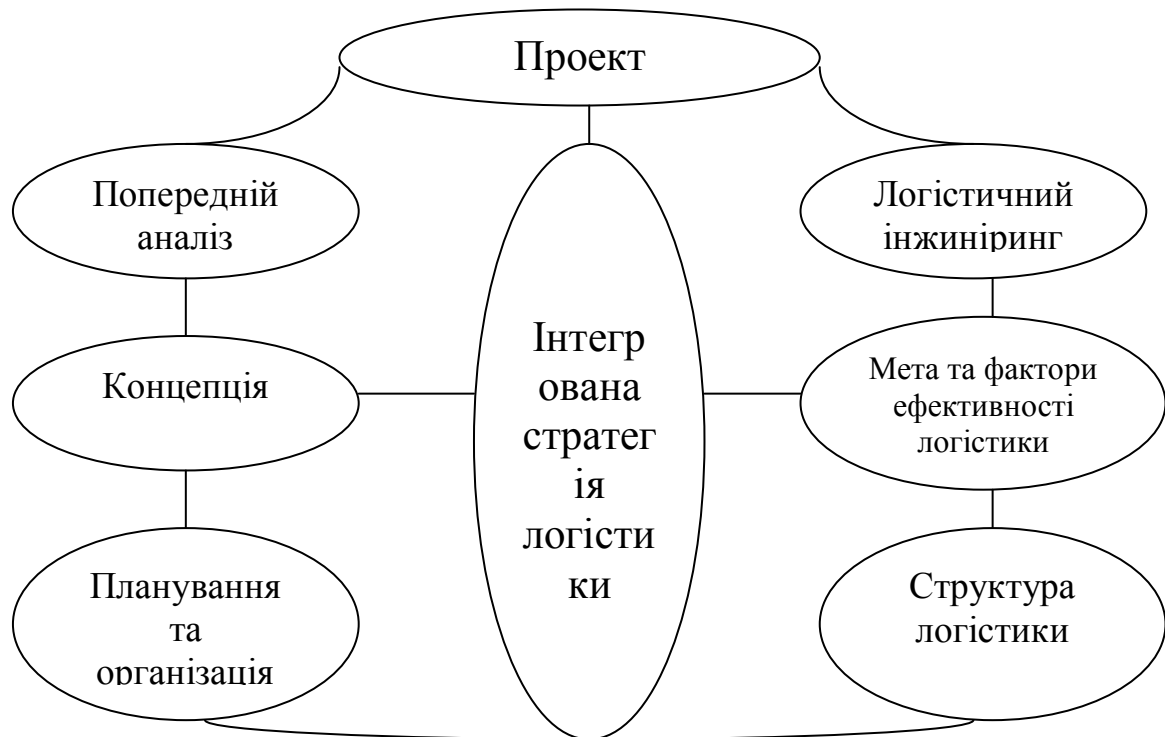 Проект
Попередній
аналіз
Логістичний
інжиніринг
Інтегр
ована
стратег
ія
логісти
ки
Концепція
Мета та фактори
ефективності
логістики
Планування
та
організація
Структура
логістики